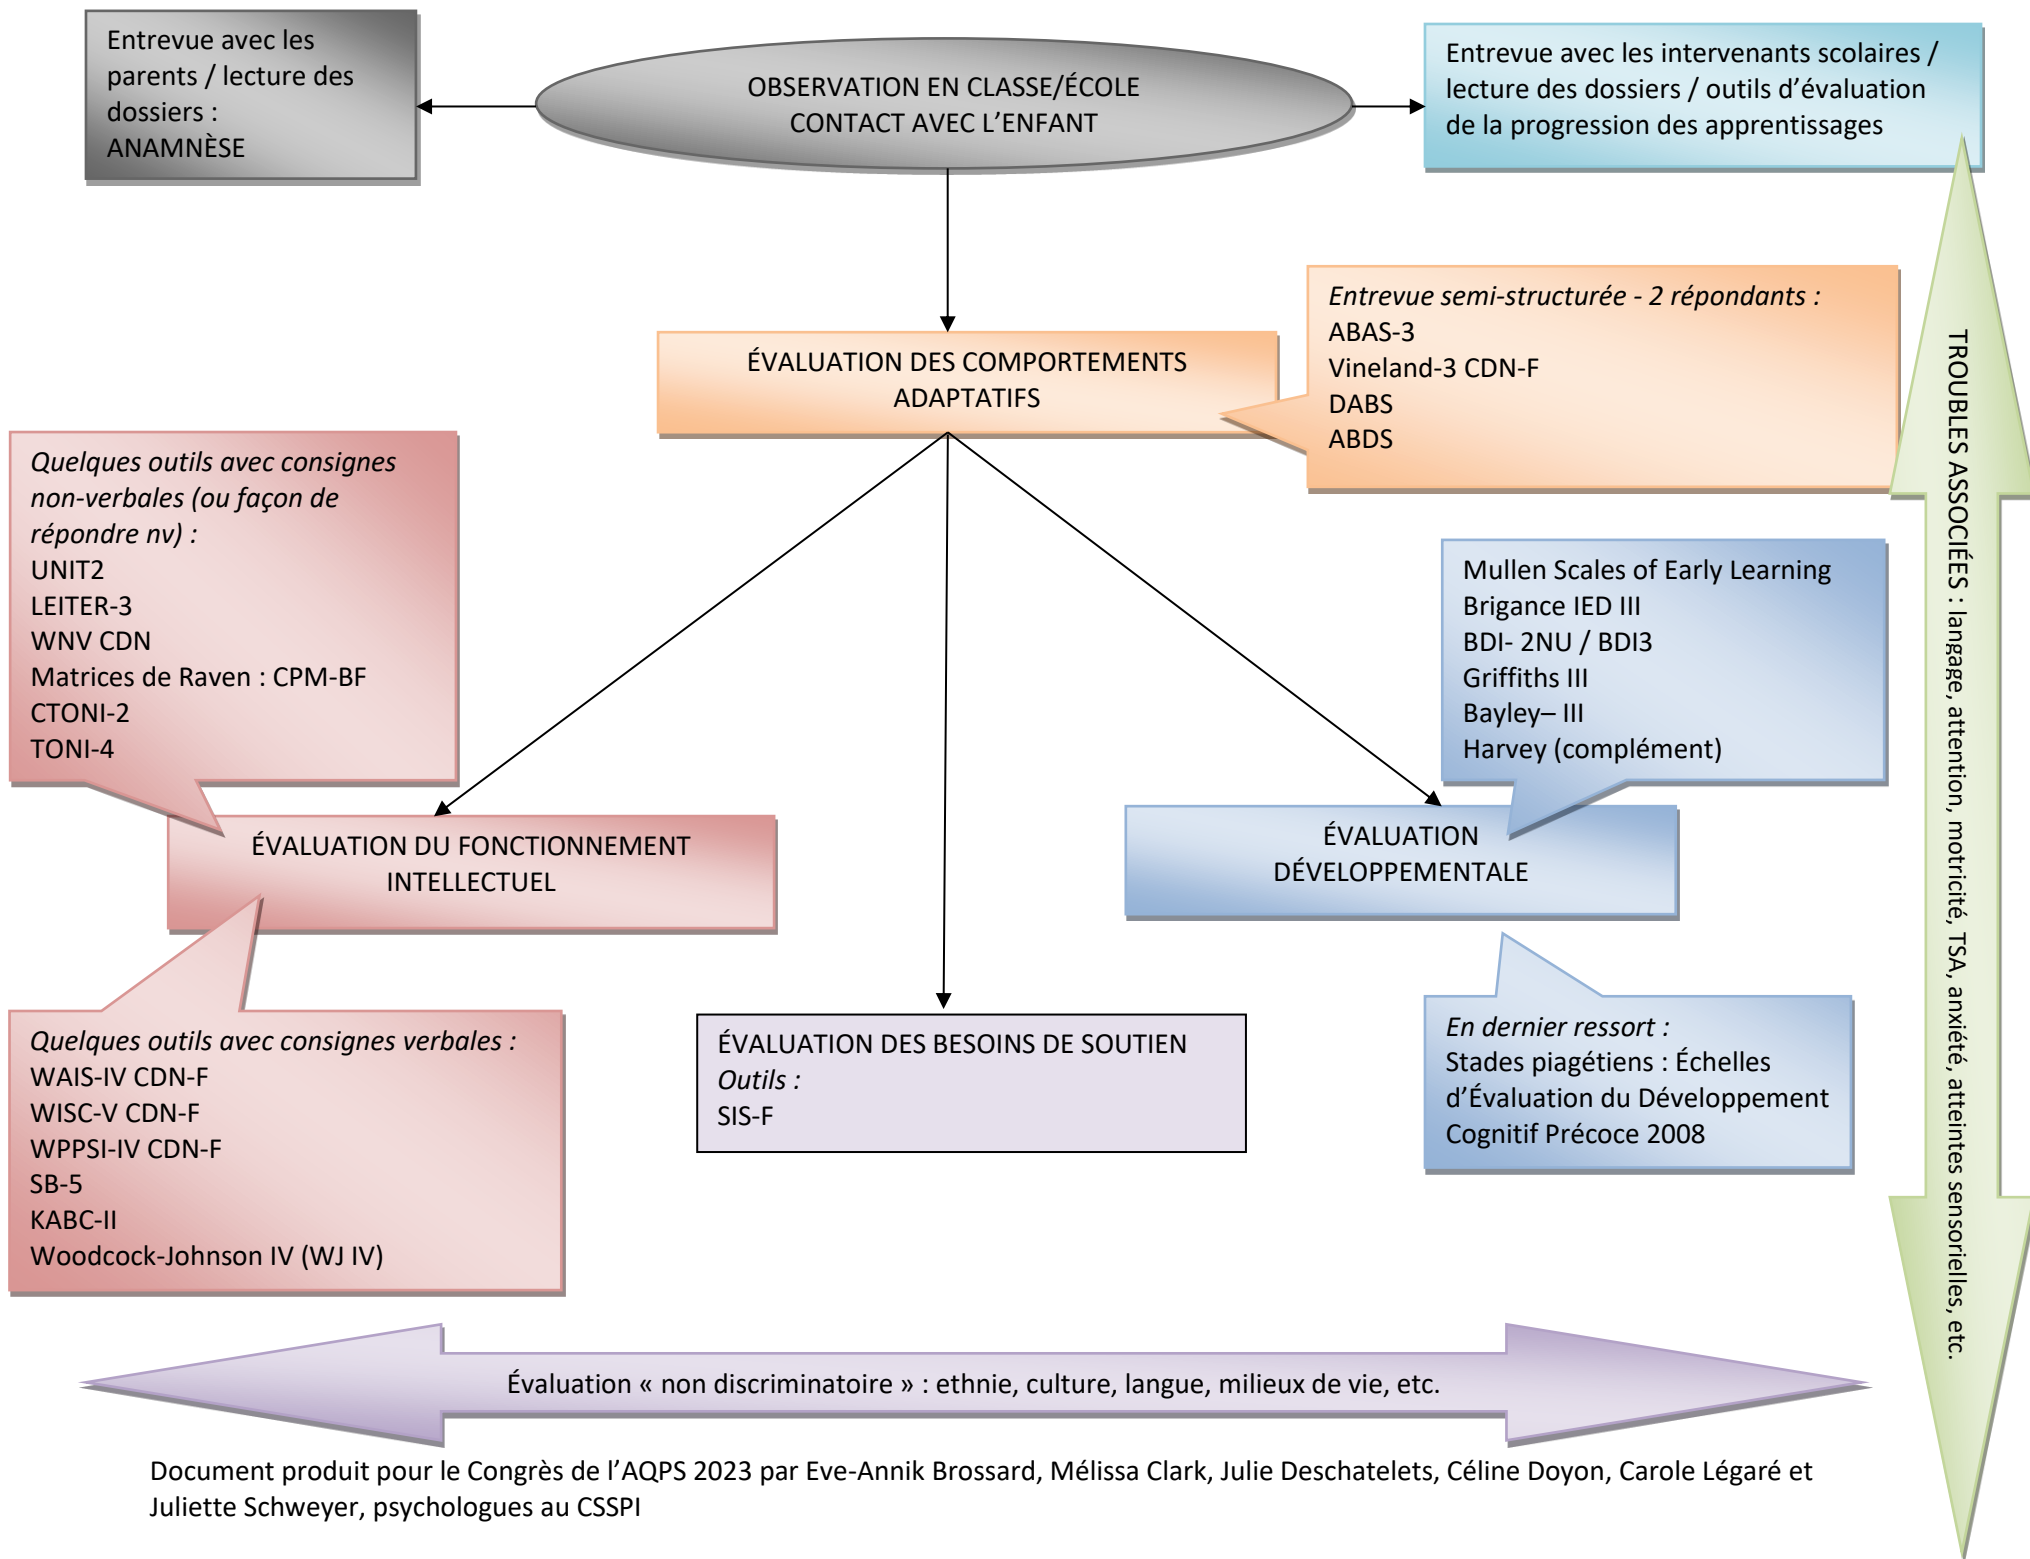 Entrevue avec les
parents / lecture des
dossiers :
ANAMNÈSE
OBSERVATION EN CLASSE/ÉCOLE
CONTACT AVEC L’ENFANT
Entrevue avec les intervenants scolaires /
lecture des dossiers / outils d’évaluation
de la progression des apprentissages
ÉVALUATION DES COMPORTEMENTS
ADAPTATIFS
Entrevue semi-structurée - 2 répondants :
ABAS-3
Vineland-3 CDN-F
DABS
ABDS
Quelques outils avec consignes
non-verbales (ou façon de
répondre nv) :
UNIT2
LEITER-3
WNV CDN
Matrices de Raven : CPM-BF
CTONI-2
TONI-4
Mullen Scales of Early Learning
Brigance IED III
BDI- 2NU / BDI3
Griffiths III
Bayley– III
Harvey (complément)
ÉVALUATION DU FONCTIONNEMENT
INTELLECTUEL
ÉVALUATION
DÉVELOPPEMENTALE
Quelques outils avec consignes verbales :
WAIS-IV CDN-F
WISC-V CDN-F
WPPSI-IV CDN-F
SB-5
KABC-II
Woodcock-Johnson IV (WJ IV)
ÉVALUATION DES BESOINS DE SOUTIEN
Outils :
SIS-F
En dernier ressort :
Stades piagétiens : Échelles
d’Évaluation du Développement
Cognitif Précoce 2008
TROUBLES ASSOCIÉES : langage, attention, motricité, TSA, anxiété, atteintes sensorielles, etc.
Évaluation « non discriminatoire » : ethnie, culture, langue, milieux de vie, etc.
Document produit pour le Congrès de l’AQPS 2023 par Eve-Annik Brossard, Mélissa Clark, Julie Deschatelets, Céline Doyon, Carole Légaré et
Juliette Schweyer, psychologues au CSSPI